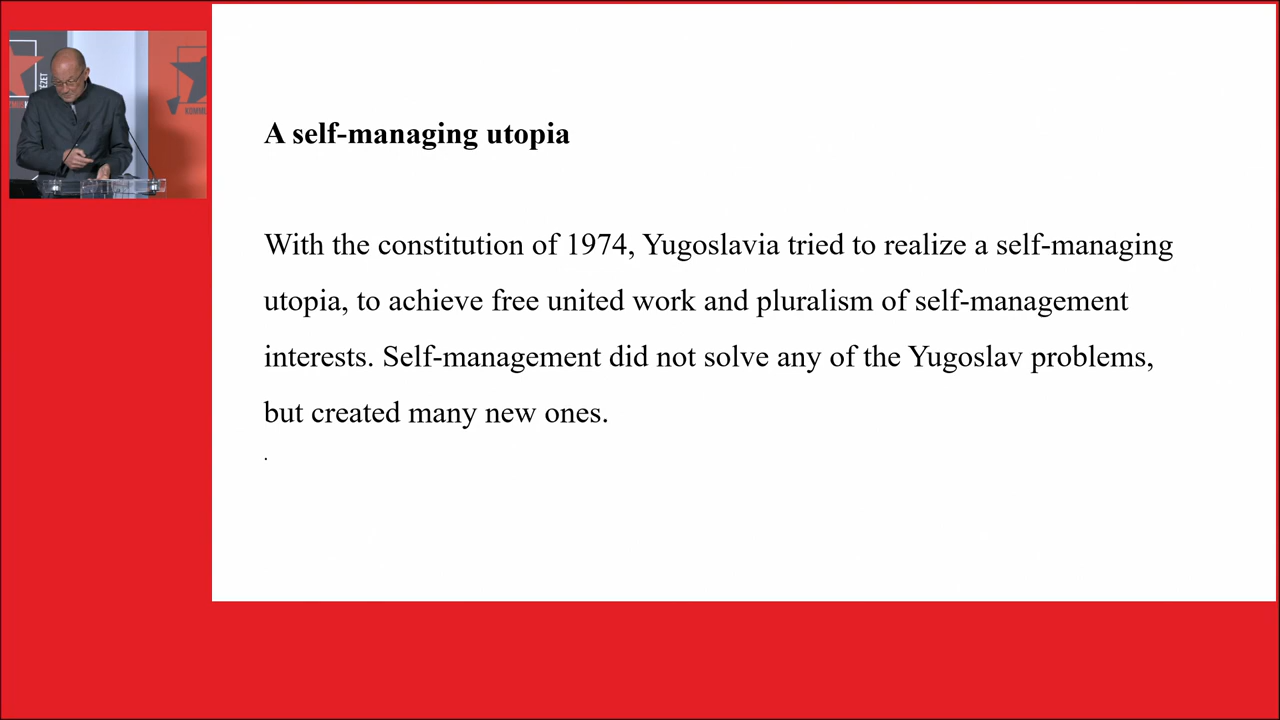 A self-managing utopia
With the constitution of 1974, Yugoslavia tried to realize a self-managing
utopia, to achieve free united work and pluralism of self-management
interests. Self-management did not solve any of the Yugoslav problems,
but created many new ones.
.